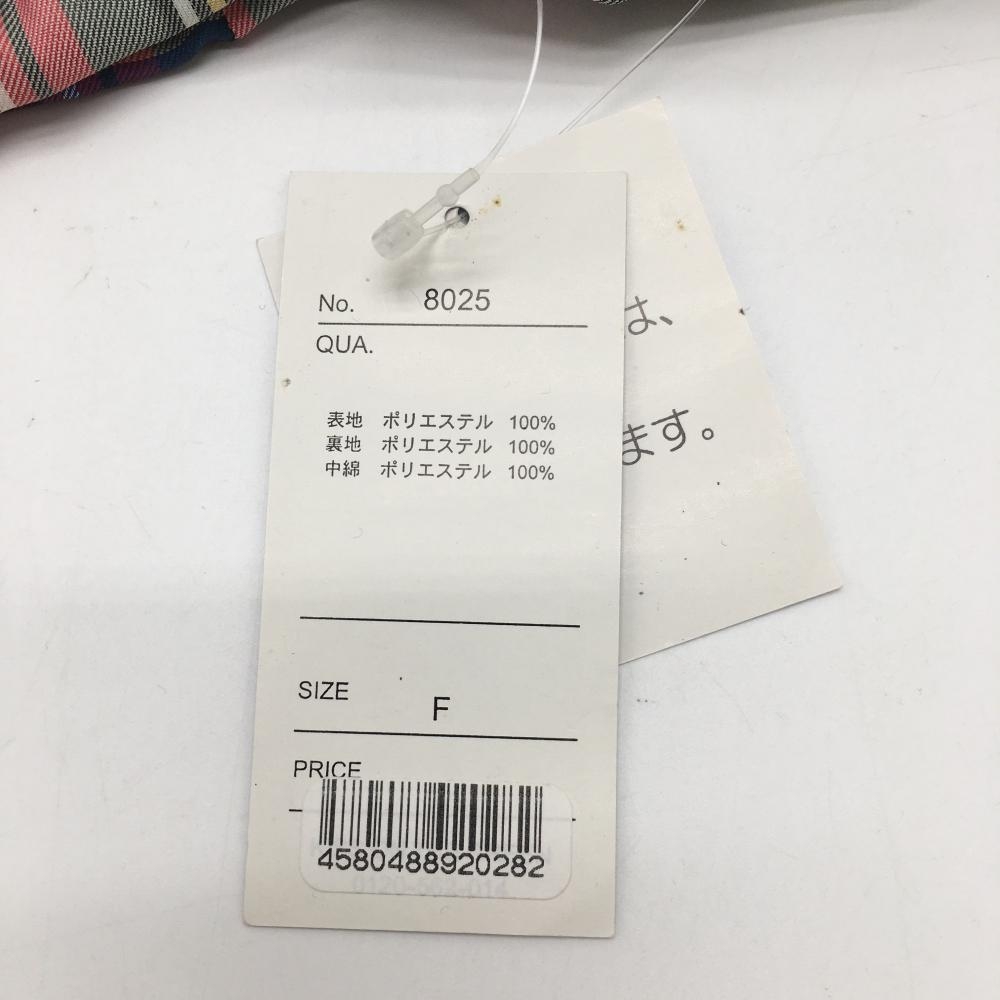 No. 8025
QUA.
表地 ポリエステル 100%
裏地 ポリエステル 100%
中綿 ポリエステル 100%
SIZE F
PRICE
4580488920282
は、
ます。